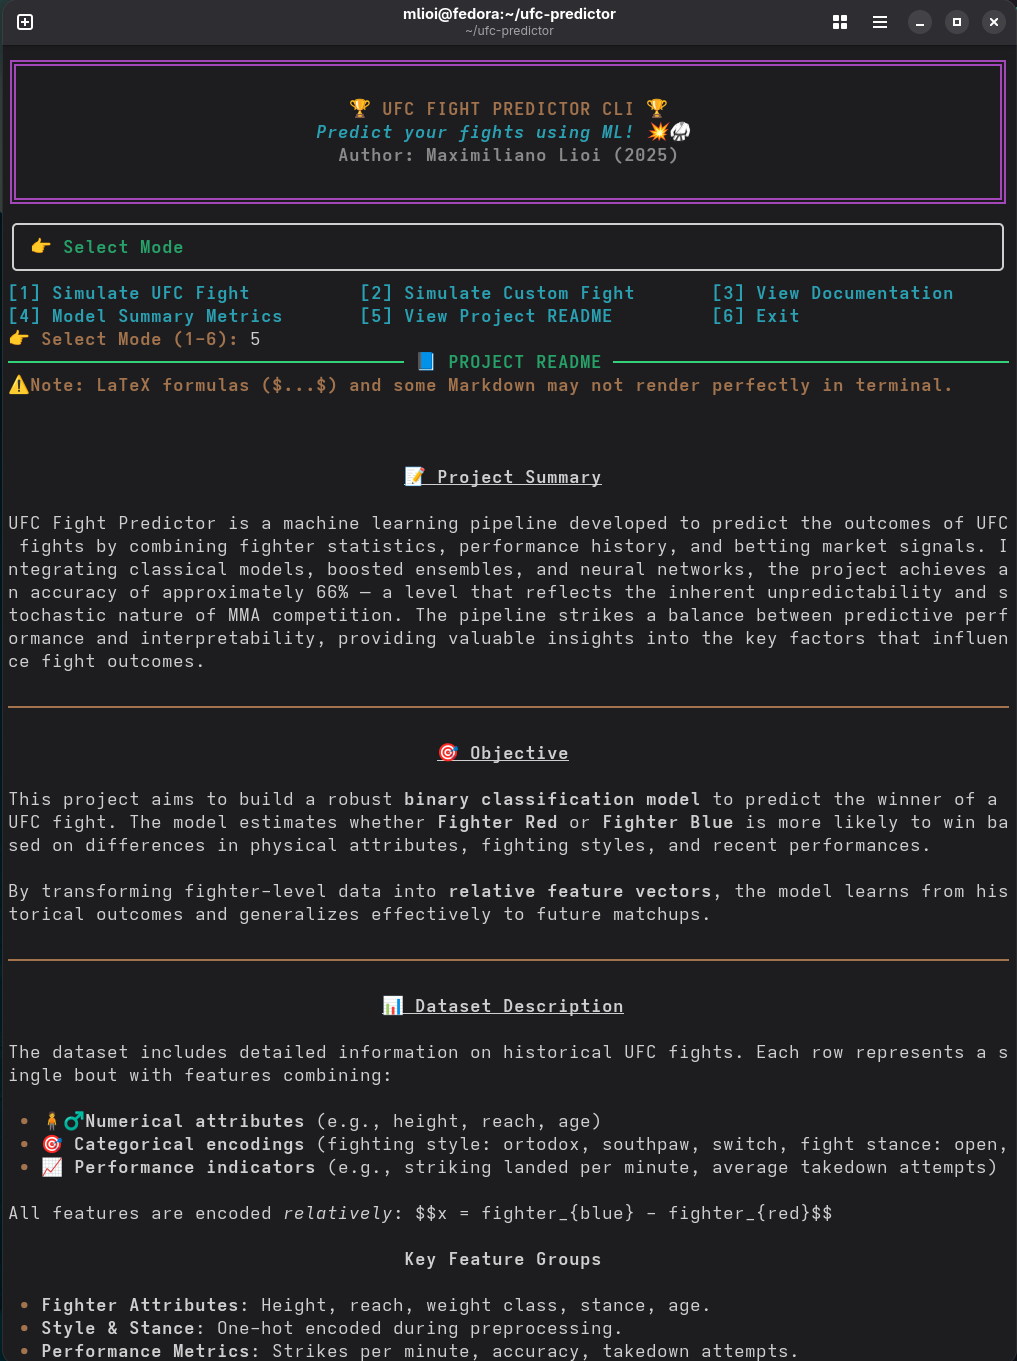 mlioi@fedora:~/ufc-predictor
~/ufc-predictor
🏆 UFC FIGHT PREDICTOR CLI 🏆
Predict your fights using ML! 💥🥋
Author: Maximiliano Lioi (2025)
👉 Select Mode
[1] Simulate UFC Fight [2] Simulate Custom Fight [3] View Documentation
[4] Model Summary Metrics [5] View Project README [6] Exit
👉 Select Mode (1-6): 5
📘 PROJECT README
⚠️Note: LaTeX formulas ($...$) and some Markdown may not render perfectly in terminal.
📝 Project Summary
UFC Fight Predictor is a machine learning pipeline developed to predict the outcomes of UFC
 fights by combining fighter statistics, performance history, and betting market signals. I
ntegrating classical models, boosted ensembles, and neural networks, the project achieves a
n accuracy of approximately 66% — a level that reflects the inherent unpredictability and s
tochastic nature of MMA competition. The pipeline strikes a balance between predictive perf
ormance and interpretability, providing valuable insights into the key factors that influen
ce fight outcomes.
🎯 Objective
This project aims to build a robust binary classification model to predict the winner of a
UFC fight. The model estimates whether Fighter Red or Fighter Blue is more likely to win ba
sed on differences in physical attributes, fighting styles, and recent performances.
By transforming fighter-level data into relative feature vectors, the model learns from his
torical outcomes and generalizes effectively to future matchups.
📊 Dataset Description
The dataset includes detailed information on historical UFC fights. Each row represents a s
ingle bout with features combining:
• 🧍♂️Numerical attributes (e.g., height, reach, age)
• 🎯 Categorical encodings (fighting style: ortodox, southpaw, switch, fight stance: open,
• 📈 Performance indicators (e.g., striking landed per minute, average takedown attempts)
All features are encoded relatively: $$x = fighter_{blue} - fighter_{red}$$
Key Feature Groups
• Fighter Attributes: Height, reach, weight class, stance, age.
• Style & Stance: One-hot encoded during preprocessing.
• Performance Metrics: Strikes per minute, accuracy, takedown attempts.